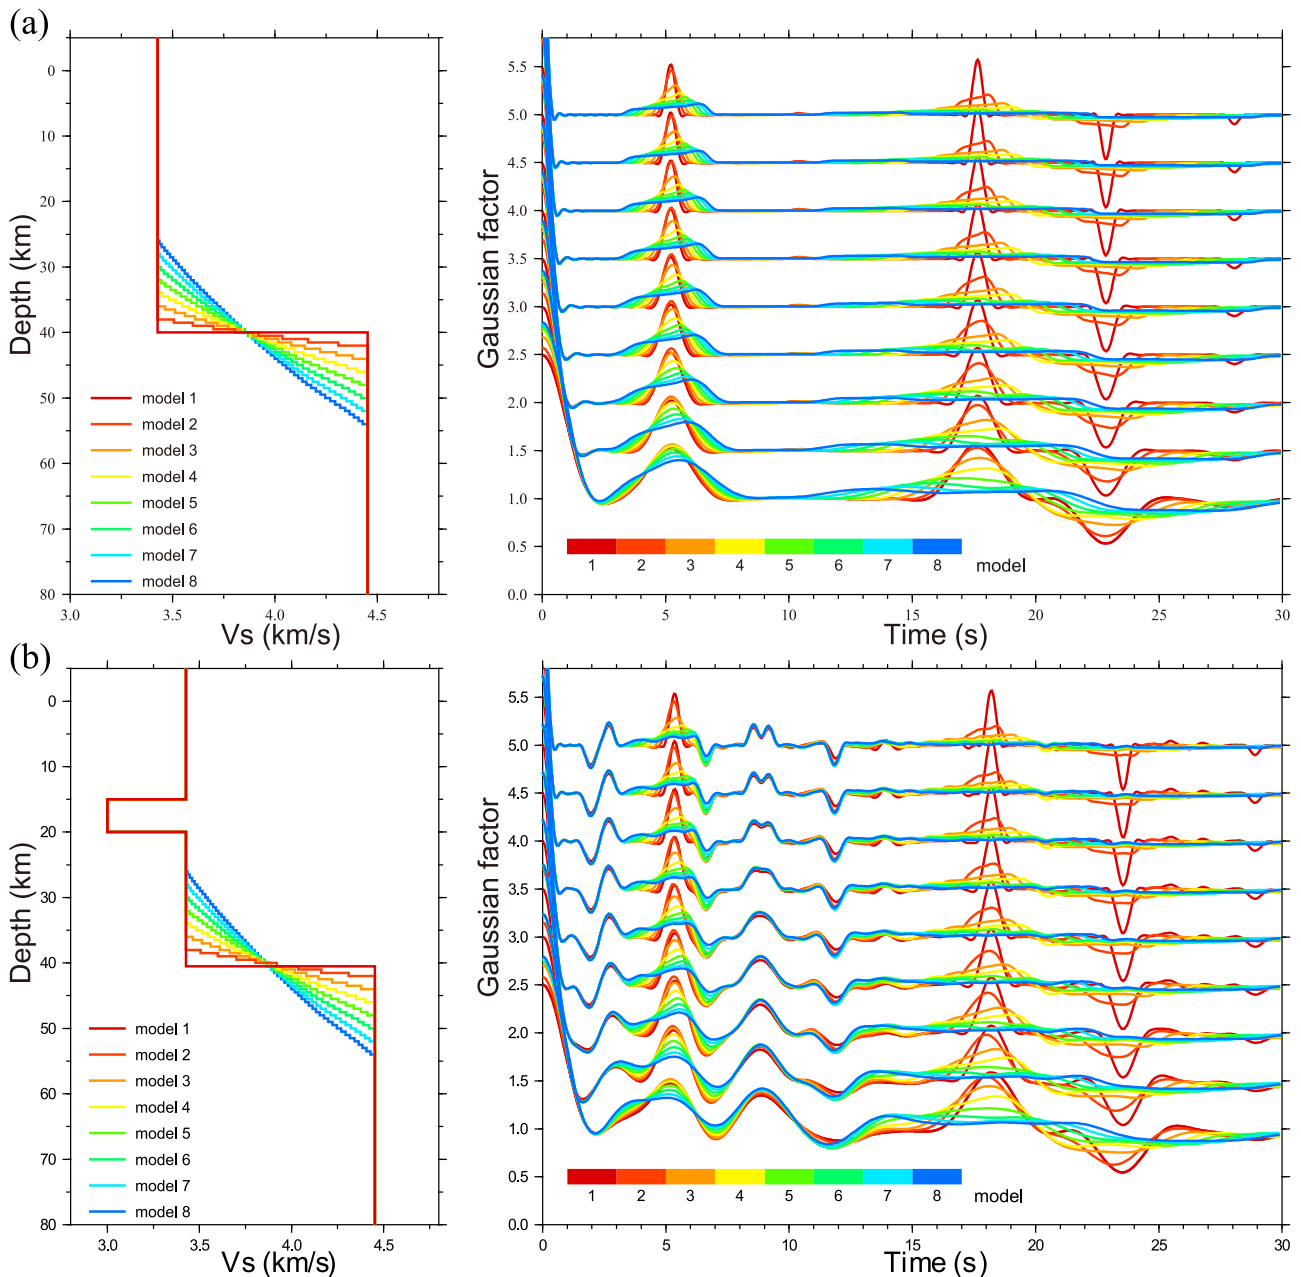 (a)
0
10
20
30
40
50
60
70
80
Depth (km)
model 1
model 2
model 3
model 4
model 5
model 6
model 7
model 8
3.0 3.5 4.0 4.5
Vs (km/s)
5.5
5.0
4.5
4.0
3.5
3.0
2.5
2.0
1.5
1.0
0.5
0.0
Gaussian factor
1 2 3 4 5 6 7 8 model
0 5 10 15 20 25 30
Time (s)
(b)
0
10
20
30
40
50
60
70
80
Depth (km)
model 1
model 2
model 3
model 4
model 5
model 6
model 7
model 8
3.0 3.5 4.0 4.5
Vs (km/s)
5.5
5.0
4.5
4.0
3.5
3.0
2.5
2.0
1.5
1.0
0.5
0.0
Gaussian factor
1 2 3 4 5 6 7 8 model
0 5 10 15 20 25 30
Time (s)